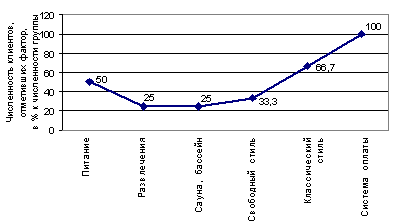 Численность клиентов,
отметивших фактор,
в % к численности группы
120
100
80
60
40
20
0
50
25
25
33,3
66,7
100
Питание
Развлечения
Сауна, бассейн
Свободный стиль
Классический
стиль
Система оплаты